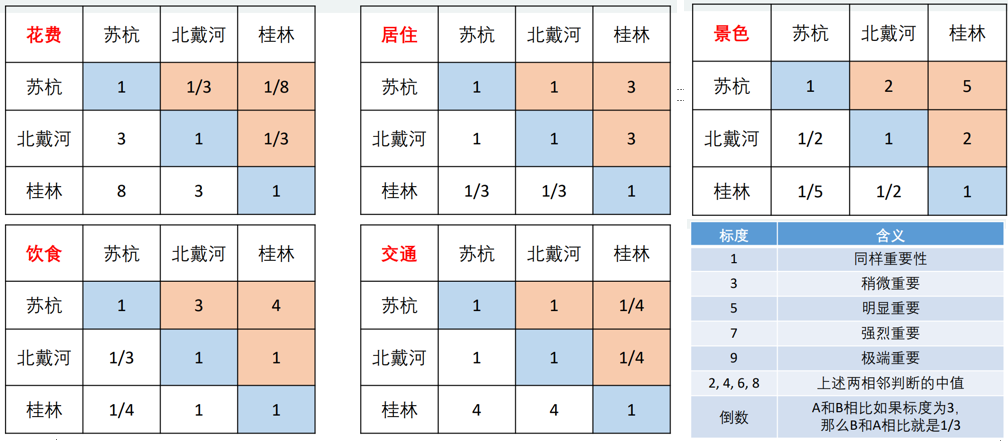 花费 苏杭 北戴河 桂林
苏杭 1 1/3 1/8
北戴河 3 1 1/3
桂林 8 3 1
居住 苏杭 北戴河 桂林
苏杭 1 1 3
北戴河 1 1 3
桂林 1/3 1/3 1
景色 苏杭 北戴河 桂林
苏杭 1 2 5
北戴河 1/2 1 2
桂林 1/5 1/2 1
饮食 苏杭 北戴河 桂林
苏杭 1 3 4
北戴河 1/3 1 1
桂林 1/4 1 1
交通 苏杭 北戴河 桂林
苏杭 1 1 1/4
北戴河 1 1 1/4
桂林 4 4 1
标度 含义
1 同样重要性
3 稍微重要
5 明显重要
7 强烈重要
9 极端重要
2, 4, 6, 8 上述两相邻判断的中值
倒数 A和B相比如果标度为3，
那么B和A相比就是1/3